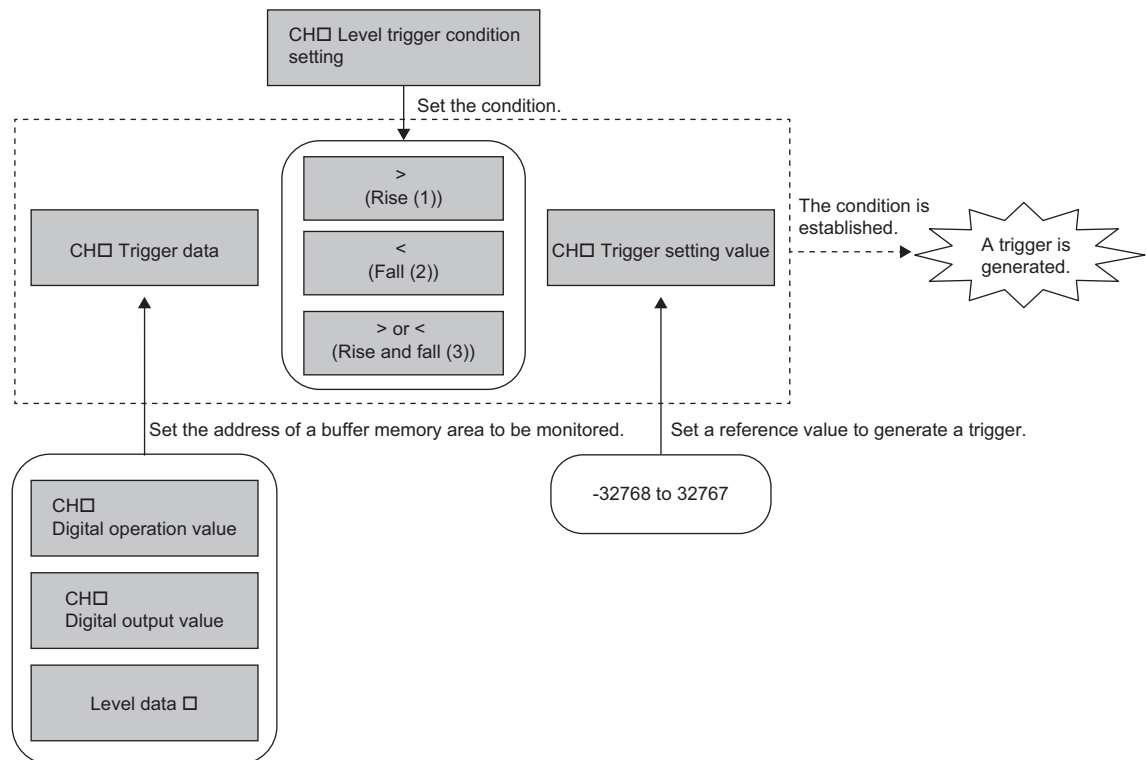 CH□ Level trigger condition
setting
Set the condition.
>
(Rise (1))
<
(Fall (2))
> or <
(Rise and fall (3))
CH□ Trigger data
CH□ Trigger setting value
The condition is
established.
A trigger is
generated.
Set the address of a buffer memory area to be monitored.
Set a reference value to generate a trigger.
CH□
Digital operation value
CH□
Digital output value
Level data □
-32768 to 32767